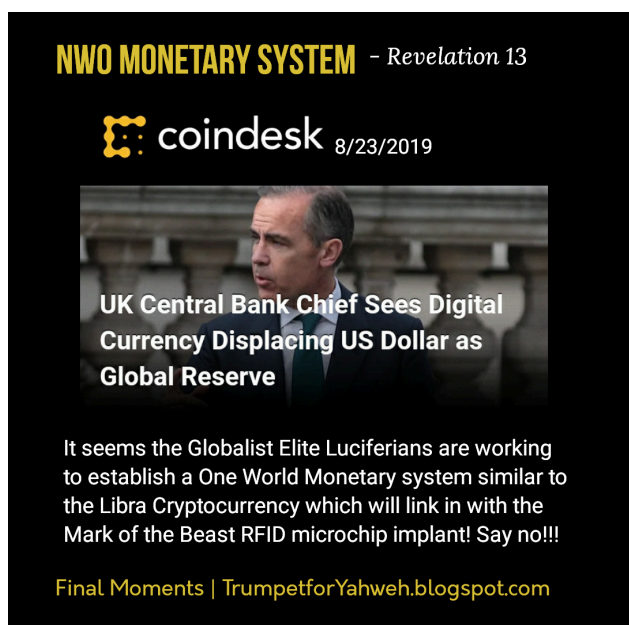 NWO MONETARY SYSTEM - Revelation 13
coindesk 8/23/2019
UK Central Bank Chief Sees Digital
Currency Displacing US Dollar as
Global Reserve
It seems the Globalist Elite Luciferians are working
to establish a One World Monetary system similar to
the Libra Cryptocurrency which will link in with the
Mark of the Beast RFID microchip implant! Say no!!!
Final Moments | TrumpetforYahweh.blogspot.com